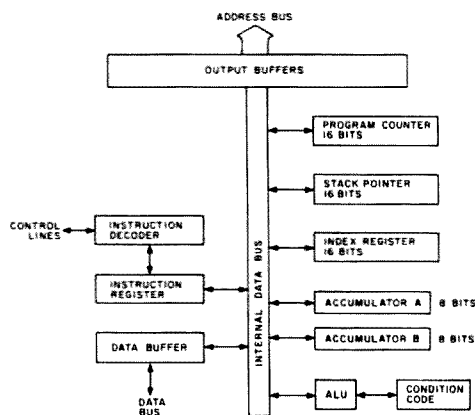 ADDRESS BUS
OUTPUT BUFFERS
PROGRAM COUNTER
16 BITS
STACK POINTER
16 BITS
CONTROL
LINES
INSTRUCTION
DECODER
INDEX REGISTER
16 BITS
INSTRUCTION
REGISTER
INTERNAL DATA BUS
ACCUMULATOR A 8 BITS
ACCUMULATOR B 8 BITS
DATA BUFFER
DATA
BUS
ALU
CONDITION
CODE